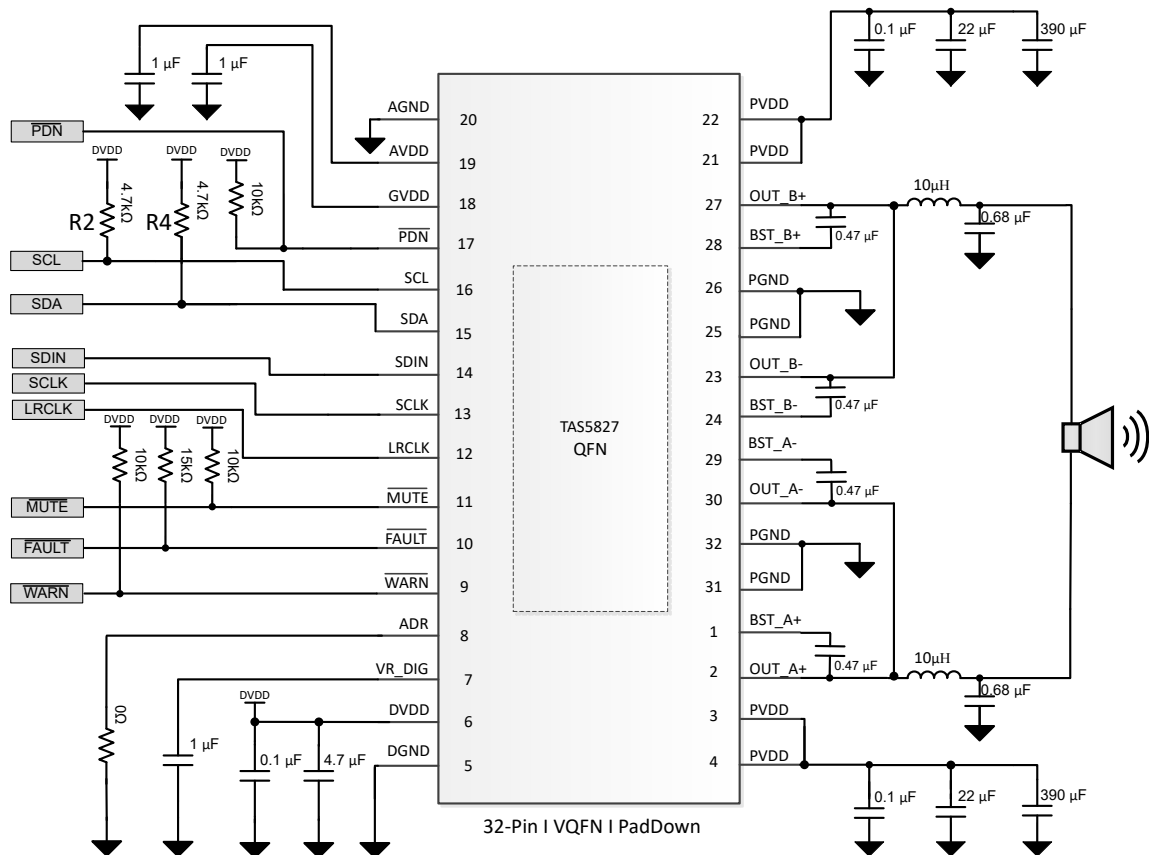 0.1 µF
22 µF
390 µF
1 µF
1 µF
PDN
DVDD
DVDD
DVDD
4.7kΩ
4.7kΩ
10kΩ
R2
R4
SCL
SDA
SDIN
SCLK
LRCLK
DVDD
DVDD
DVDD
10kΩ
15kΩ
10kΩ
MUTE
FAULT
WARN
AGND
20
AVDD
19
GVDD
18
PDN
17
SCL
16
SDA
15
SDIN
14
SCLK
13
LRCLK
12
MUTE
11
FAULT
10
WARN
9
ADR
8
VR_DIG
7
DVDD
6
DGND
5
0Ω
1 µF
DVDD
0.1 µF
4.7 µF
TAS5827
QFN
22
PVDD
21
PVDD
27
OUT_B+
28
BST_B+
26
PGND
25
PGND
23
OUT_B-
24
BST_B-
29
BST_A-
30
OUT_A-
32
PGND
31
PGND
1
BST_A+
2
OUT_A+
3
PVDD
4
PVDD
10µH
0.68 µF
0.47 µF
0.47 µF
0.47 µF
0.47 µF
10µH
0.68 µF
0.1 µF
22 µF
390 µF
32-Pin I VQFN I PadDown